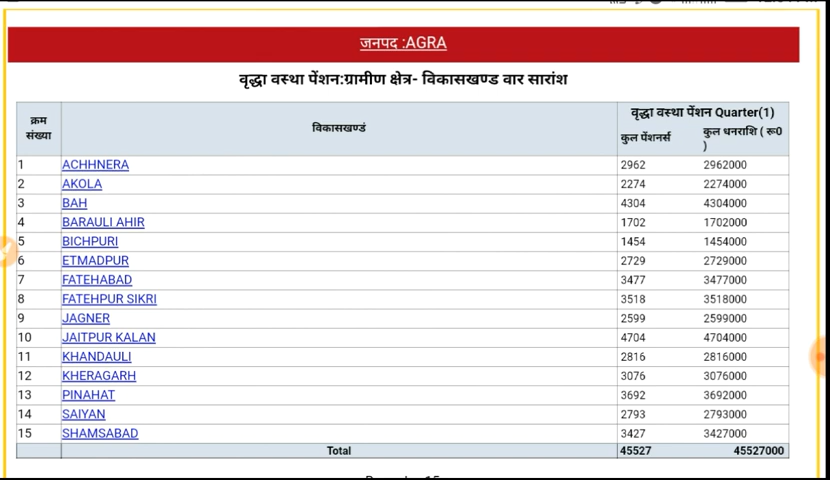 जनपद :AGRA
वृद्धा वस्था पेंशन:ग्रामीण क्षेत्र- विकासखण्ड वार सारांश
क्रम संख्या विकासखण्डं वृद्धा वस्था पेंशन Quarter(1)
कुल पेंशनर्स कुल धनराशि ( रू0 )
1 ACHHNERA 2962 2962000
2 AKOLA 2274 2274000
3 BAH 4304 4304000
4 BARAULI AHIR 1702 1702000
5 BICHPURI 1454 1454000
6 ETMADPUR 2729 2729000
7 FATEHABAD 3477 3477000
8 FATEHPUR SIKRI 3518 3518000
9 JAGNER 2599 2599000
10 JAITPUR KALAN 4704 4704000
11 KHANDAULI 2816 2816000
12 KHERAGARH 3076 3076000
13 PINAHAT 3692 3692000
14 SAIYAN 2793 2793000
15 SHAMSABAD 3427 3427000
Total 45527 45527000